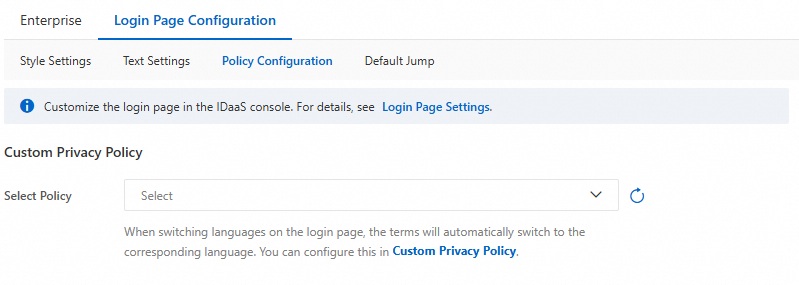 Enterprise Login Page Configuration
Style Settings Text Settings Policy Configuration Default Jump
Customize the login page in the IDaaS console. For details, see Login Page Settings.
Custom Privacy Policy
Select Policy Select
When switching languages on the login page, the terms will automatically switch to the
corresponding language. You can configure this in Custom Privacy Policy.